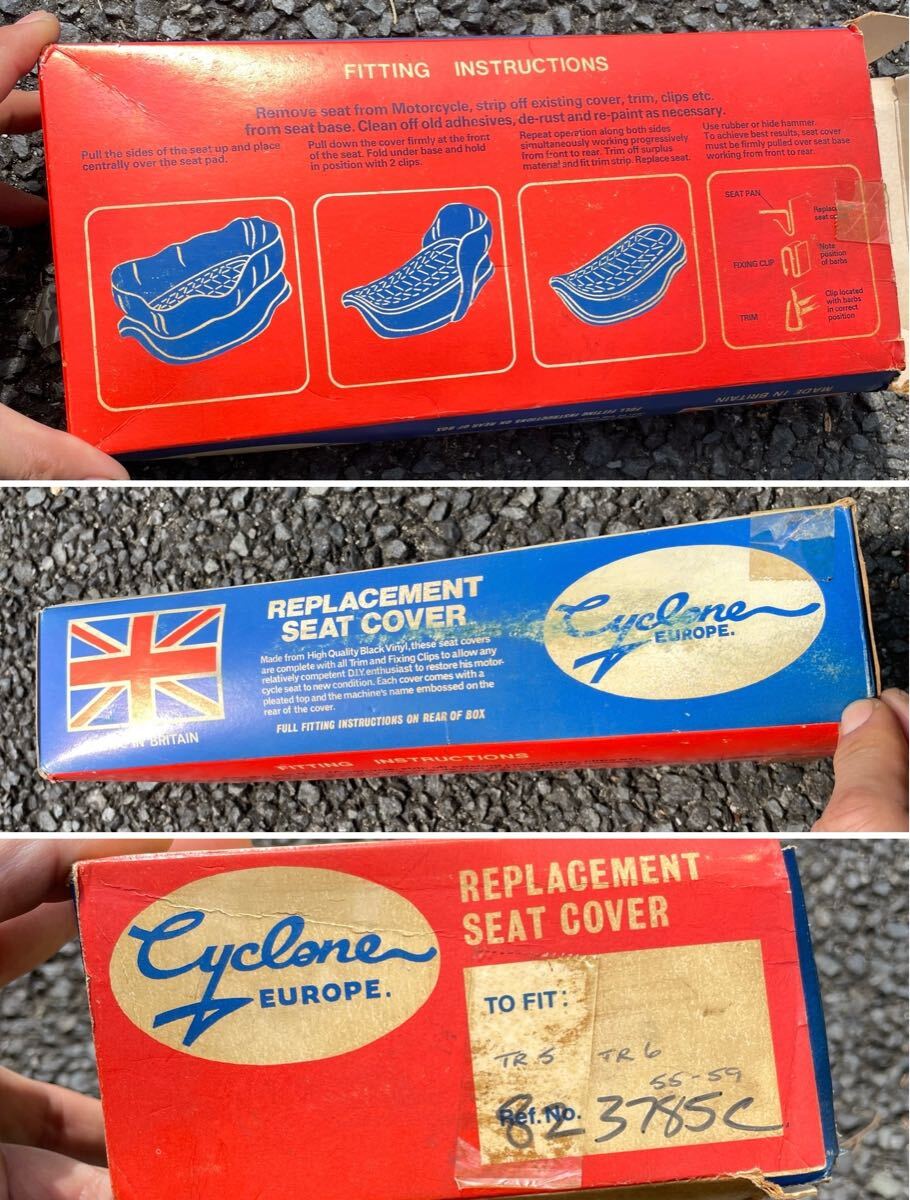 FITTING INSTRUCTIONS
Remove seat from Motorcycle, strip off existing cover, trim, clips etc.
from seat base. Clean off old adhesives, de-rust and re-paint as necessary.
Pull the sides of the seat up and place
centrally over the seat pad.
Pull down the cover firmly at the front
of the seat. Fold under base and hold
in position with 2 clips.
Repeat operation along both sides
simultaneously working progressively
from front to rear. Trim off surplus
material and fit trim strip. Replace seat.
Use rubber or hide hammer.
To achieve best results, seat cover
must be firmly pulled over seat base
working from front to rear.
SEAT PAN
seat
FIXING CLIP
Note
position
of barbs
TRIM
Clip located
with barbs
in correct
position
FULL FITTING INSTRUCTIONS ON REAR OF BOX
MADE IN BRITAIN
REPLACEMENT
SEAT COVER
Made from High Quality Black Vinyl, these seat covers
are complete with all Trim and Fixing Clips to allow any
relatively competent D.I.Y. enthusiast to restore his motor-
cycle seat to new condition. Each cover comes with a
pleated top and the machine's name embossed on the
rear of the cover.
FULL FITTING INSTRUCTIONS ON REAR OF BOX
IN BRITAIN
Cyclone
EUROPE.
FITTING INSTRUCTIONS
Cyclone
EUROPE.
REPLACEMENT
SEAT COVER
TO FIT:
TR5 TR6
55-59
Ref. No.
82 3785C